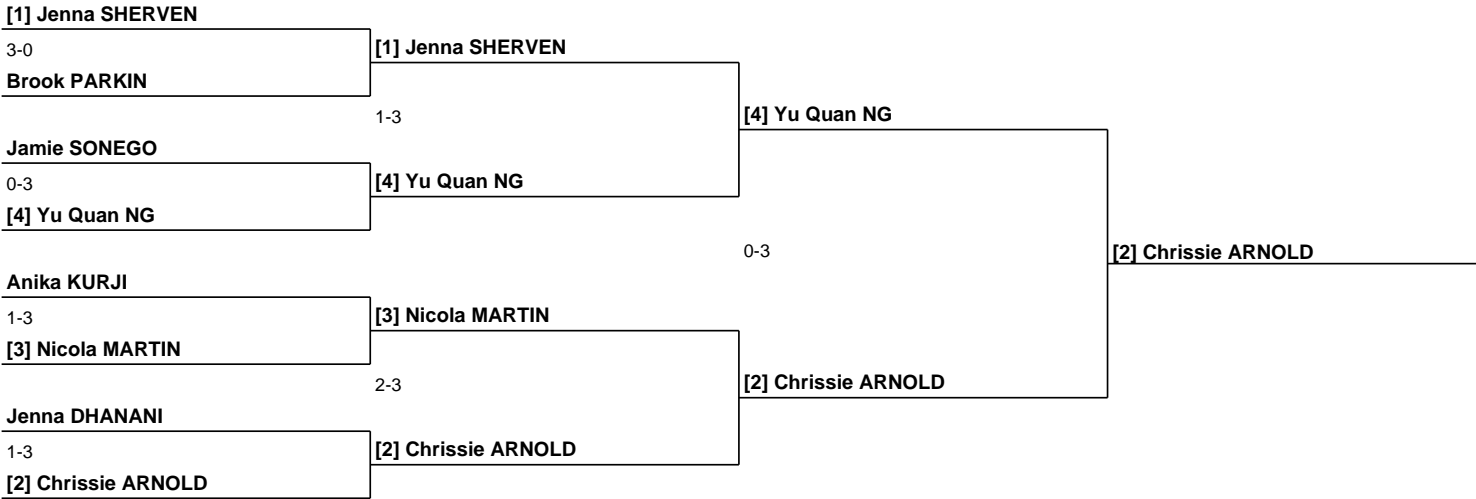 [1] Jenna SHERVEN
3-0
[1] Jenna SHERVEN
Brook PARKIN
1-3
[4] Yu Quan NG
Jamie SONEGO
0-3
[4] Yu Quan NG
[4] Yu Quan NG
0-3
[2] Chrissie ARNOLD
Anika KURJI
1-3
[3] Nicola MARTIN
[3] Nicola MARTIN
2-3
[2] Chrissie ARNOLD
Jenna DHANANI
1-3
[2] Chrissie ARNOLD
[2] Chrissie ARNOLD